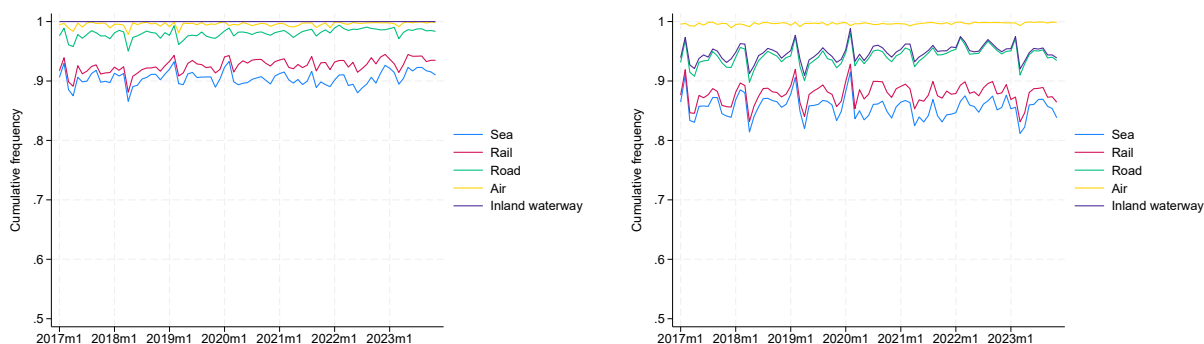 Cumulative frequency
1
.9
.8
.7
.6
.5
2017m1 2018m1 2019m1 2020m1 2021m1 2022m1 2023m1
Sea
Rail
Road
Air
Inland waterway
Cumulative frequency
1
.9
.8
.7
.6
.5
2017m1 2018m1 2019m1 2020m1 2021m1 2022m1 2023m1
Sea
Rail
Road
Air
Inland waterway